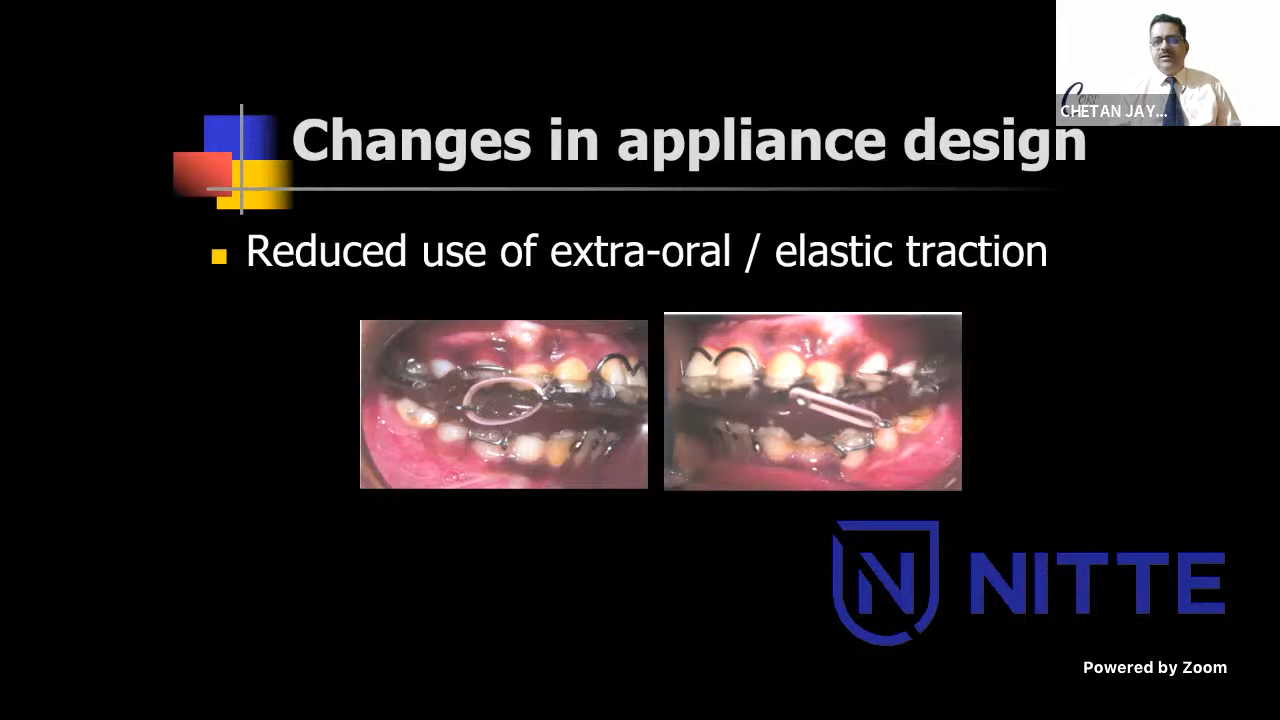 CHETAN JAY...
Changes in appliance design
Reduced use of extra-oral / elastic traction
N NITTE
Powered by Zoom